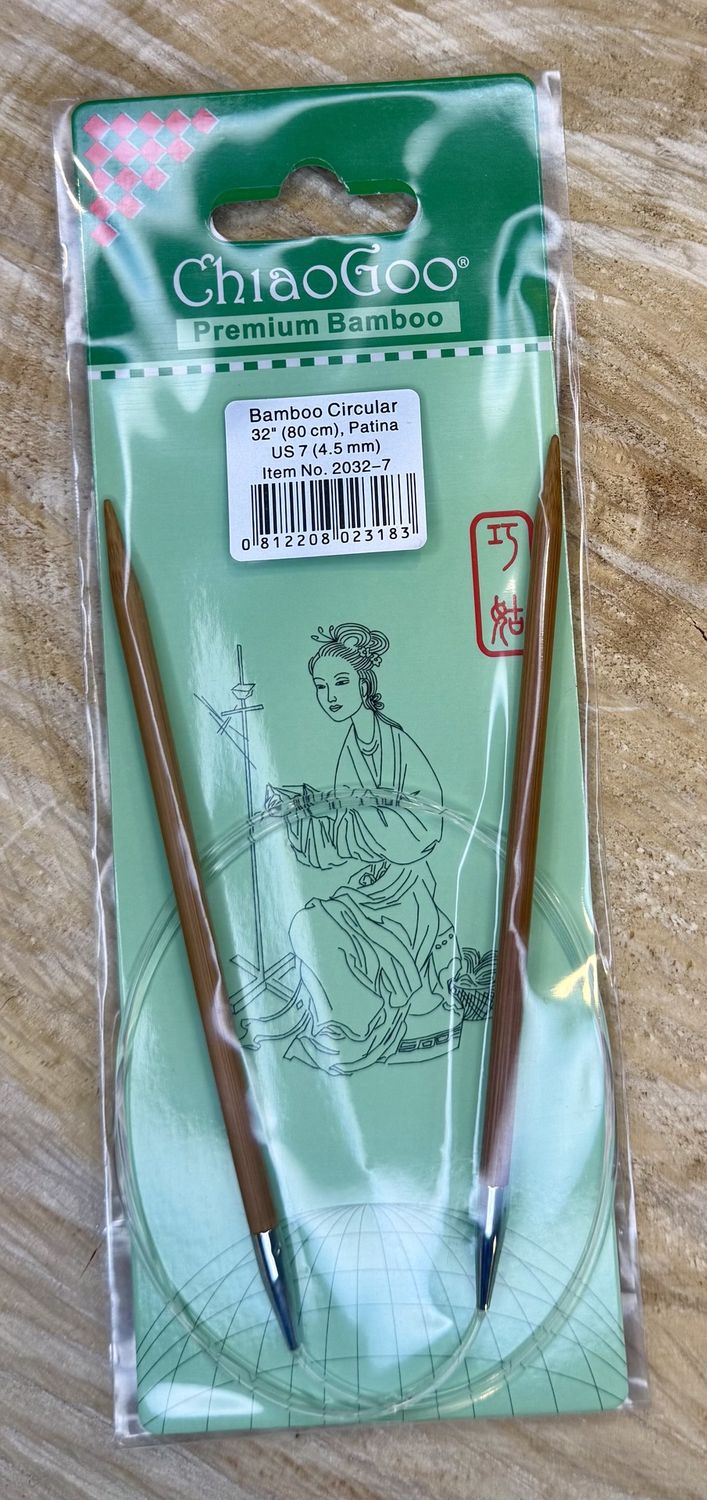 ChiaoGoo®
Premium Bamboo
Bamboo Circular
32" (80 cm), Patina
US 7 (4.5 mm)
Item No. 2032-7
0 812208 023183
巧
姑